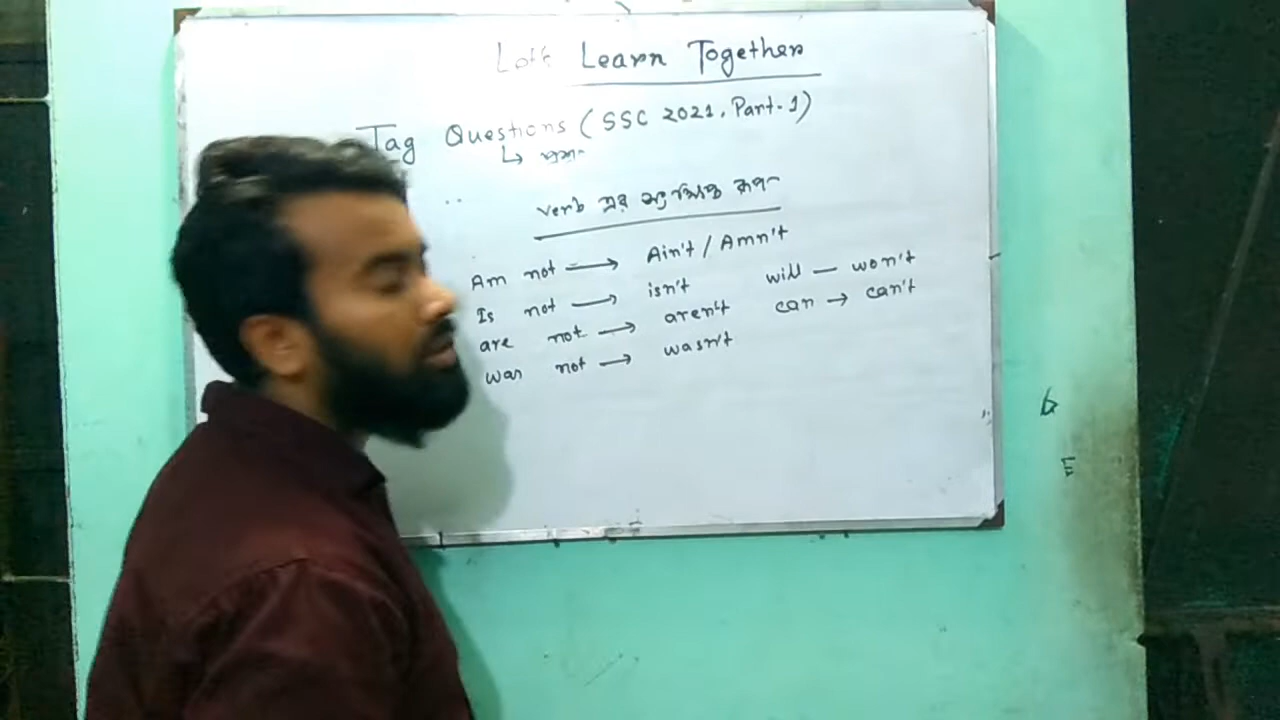 Learn Together
Tag Questions (SSC 2021, Part-1)
↳ প্রশ্ন
verb এর সংক্ষিপ্ত রূপ
Am not → Ain't / Amn't
Is not → isn't
will — won't
are not → aren't
can → can't
was not → wasn't
G
E